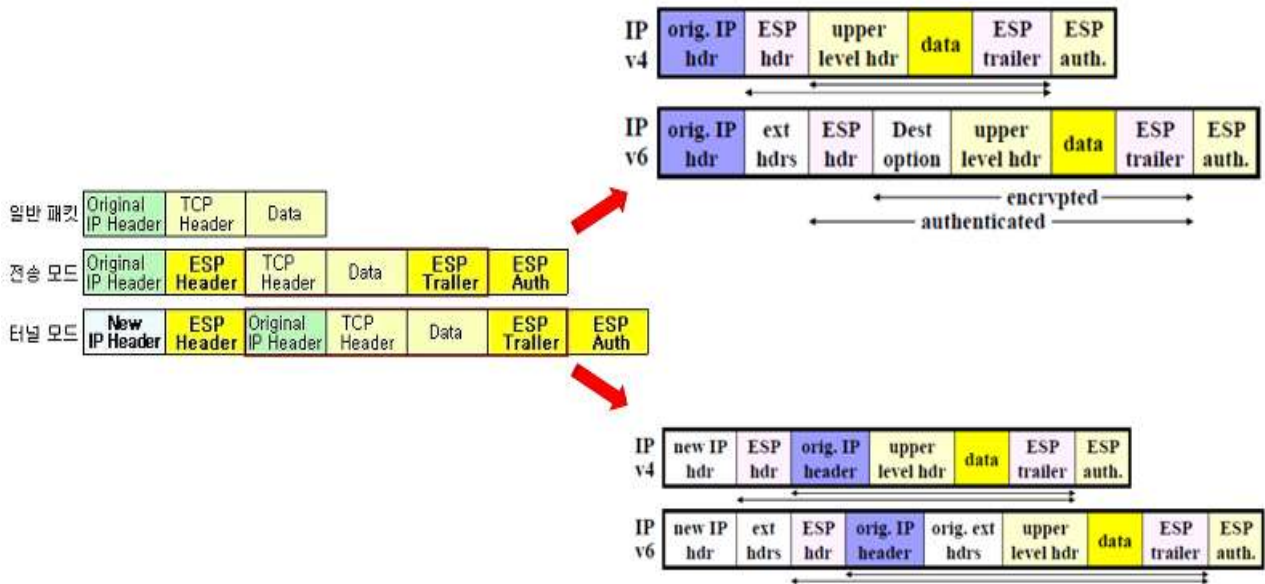 IP v4
orig. IP hdr
ESP hdr
upper level hdr
data
ESP trailer
ESP auth.
IP v6
orig. IP hdr
ext hdrs
ESP hdr
Dest option
upper level hdr
data
ESP trailer
ESP auth.
encrypted
authenticated
일반 패킷
Original IP Header
TCP Header
Data
전송 모드
Original IP Header
ESP Header
TCP Header
Data
ESP Traller
ESP Auth
터널 모드
New IP Header
ESP Header
Original IP Header
TCP Header
Data
ESP Traller
ESP Auth
IP v4
new IP hdr
ESP hdr
orig. IP header
upper level hdr
data
ESP trailer
ESP auth.
IP v6
new IP hdr
ext hdrs
ESP hdr
orig. IP header
orig. ext hdrs
upper level hdr
data
ESP trailer
ESP auth.